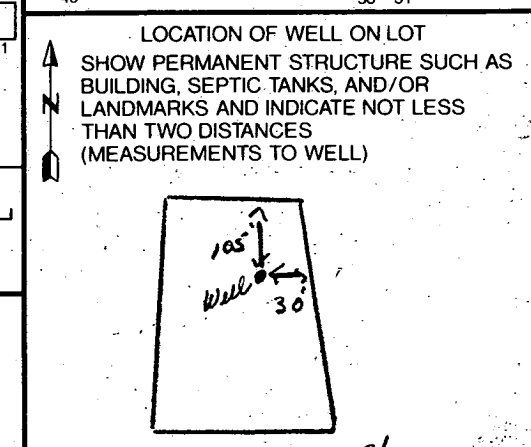 LOCATION OF WELL ON LOT
SHOW PERMANENT STRUCTURE SUCH AS
BUILDING, SEPTIC TANKS, AND/OR
N LANDMARKS AND INDICATE NOT LESS
THAN TWO DISTANCES
(MEASUREMENTS TO WELL)
105'
Well
30'